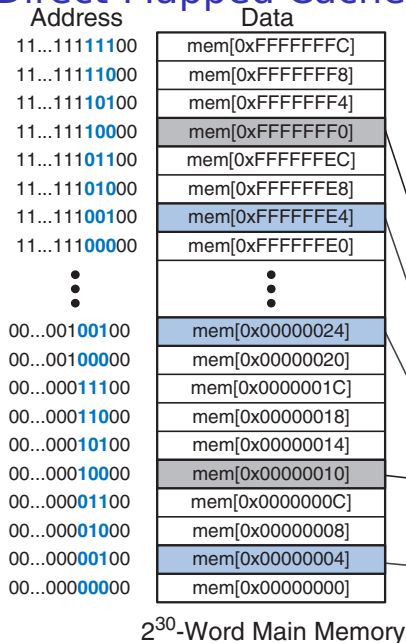 Direct Mapped Cache
Address Data
11...11111100 mem[0xFFFFFFFC]
11...11111000 mem[0xFFFFFFF8]
11...11110100 mem[0xFFFFFFF4]
11...11110000 mem[0xFFFFFFF0]
11...11101100 mem[0xFFFFFFEC]
11...11101000 mem[0xFFFFFFE8]
11...11100100 mem[0xFFFFFFE4]
11...11100000 mem[0xFFFFFFE0]
00...00100100 mem[0x00000024]
00...00100000 mem[0x00000020]
00...00011100 mem[0x0000001C]
00...00011000 mem[0x00000018]
00...00010100 mem[0x00000014]
00...00010000 mem[0x00000010]
00...00001100 mem[0x0000000C]
00...00001000 mem[0x00000008]
00...00000100 mem[0x00000004]
00...00000000 mem[0x00000000]
2³⁰-Word Main Memory